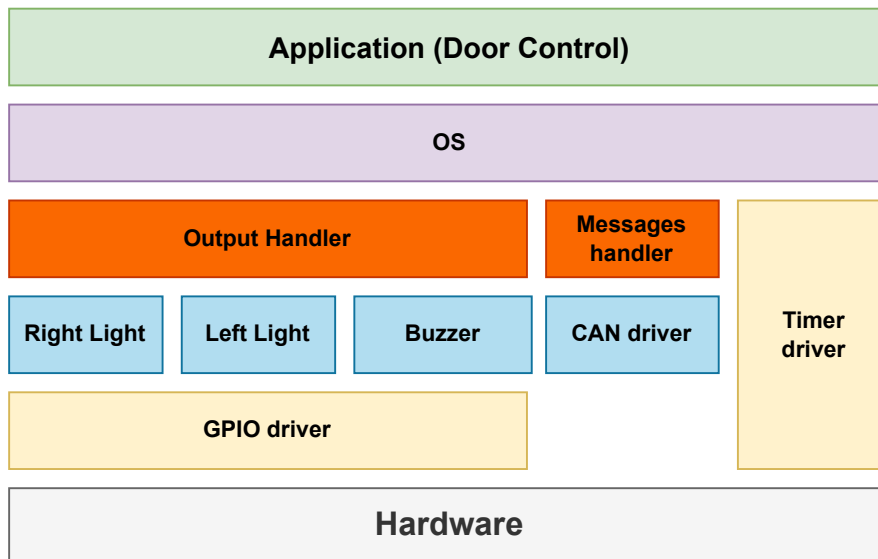 Application (Door Control)
OS
Output Handler
Messages
handler
Right Light
Left Light
Buzzer
CAN driver
Timer
driver
GPIO driver
Hardware